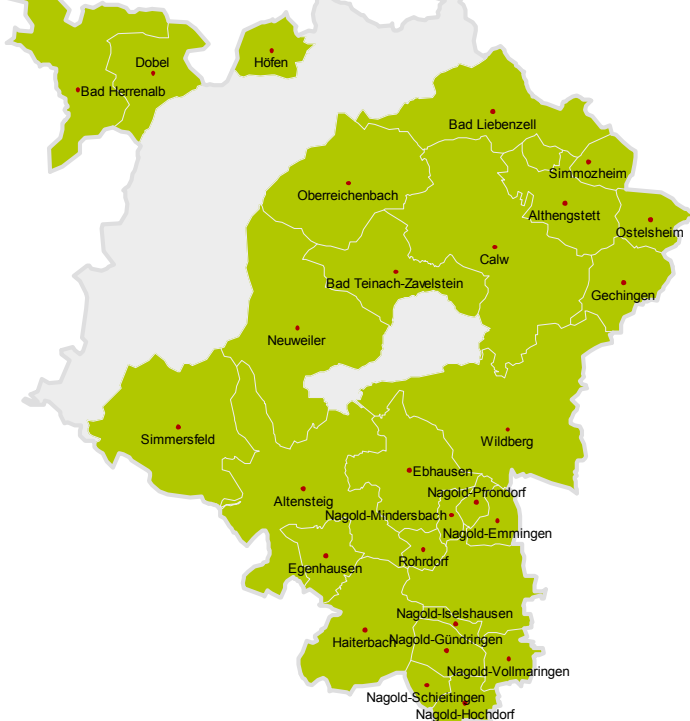 Dobel
Höfen
Bad Herrenalb
Bad Liebenzell
Simmozheim
Oberreichenbach
Althengstett
Ostelsheim
Calw
Bad Teinach-Zavelstein
Gechingen
Neuweiler
Simmersfeld
Wildberg
Ebhausen
Nagold-Pfrondorf
Altensteig
Nagold-Mindersbach
Nagold-Emmingen
Rohrdorf
Egenhausen
Nagold-Iselshausen
Haiterbach
Nagold-Gündringen
Nagold-Vollmaringen
Nagold-Schieitingen
Nagold-Hochdorf